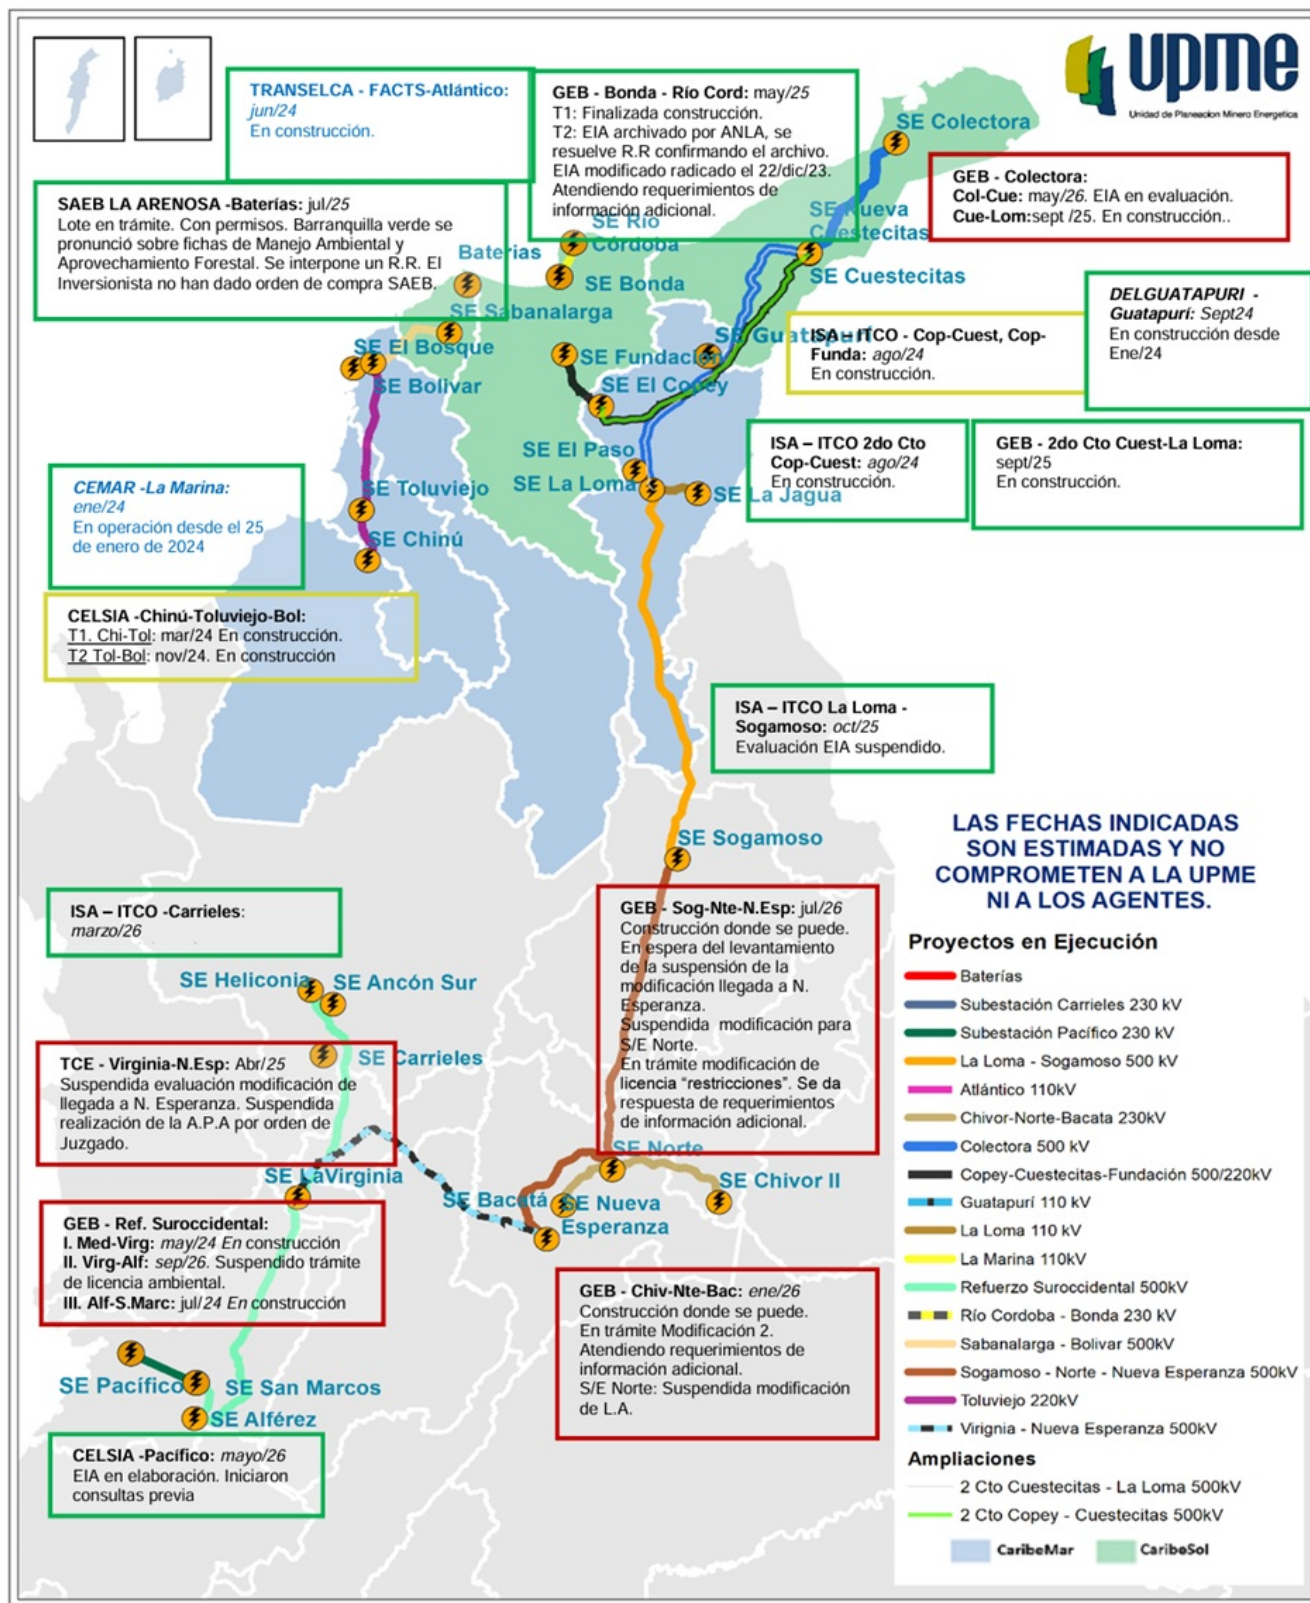 upme
Unidad de Planeacion Minero Energetica
TRANSELCA - FACTS-Atlántico:
jun/24
En construcción.
GEB - Bonda - Río Cord: may/25
T1: Finalizada construcción.
T2: EIA archivado por ANLA, se
resuelve R.R confirmando el archivo.
EIA modificado radicado el 22/dic/23.
Atendiendo requerimientos de
información adicional.
SE Colectora
GEB - Colectora:
Col-Cue: may/26. EIA en evaluación.
Cue-Lom:sept /25. En construcción..
SAEB LA ARENOSA -Baterías: jul/25
Lote en trámite. Con permisos. Barranquilla verde se
pronunció sobre fichas de Manejo Ambiental y
Aprovechamiento Forestal. Se interpone un R.R. El
Inversionista no han dado orden de compra SAEB.
SE Nueva
Cuestecitas
SE Río
Córdoba
Baterias
SE Bonda
SE Cuestecitas
SE Sabanalarga
DELGUATAPURI -
Guatapurí: Sept24
En construcción desde
Ene/24
SE Guatapurí
ISA – ITCO - Cop-Cuest, Cop-
Funda: ago/24
En construcción.
SE El Bosque
SE Fundación
SE Bolivar
SE El Copey
ISA – ITCO 2do Cto
Cop-Cuest: ago/24
En construcción.
GEB - 2do Cto Cuest-La Loma:
sept/25
En construcción.
SE El Paso
SE La Loma
SE La Jagua
CEMAR -La Marina:
ene/24
En operación desde el 25
de enero de 2024
SE Toluviejo
SE Chinú
CELSIA -Chinú-Toluviejo-Bol:
T1. Chi-Tol: mar/24 En construcción.
T2 Tol-Bol: nov/24. En construcción
ISA – ITCO La Loma -
Sogamoso: oct/25
Evaluación EIA suspendido.
SE Sogamoso
LAS FECHAS INDICADAS
SON ESTIMADAS Y NO
COMPROMETEN A LA UPME
NI A LOS AGENTES.
ISA – ITCO -Carrieles:
marzo/26
GEB - Sog-Nte-N.Esp: jul/26
Construcción donde se puede.
En espera del levantamiento
de la suspensión de la
modificación llegada a N.
Esperanza.
Suspendida modificación para
S/E Norte.
En trámite modificación de
licencia “restricciones”. Se da
respuesta de requerimientos
de información adicional.
SE Heliconia
SE Ancón Sur
SE Carrieles
TCE - Virginia-N.Esp: Abr/25
Suspendida evaluación modificación de
llegada a N. Esperanza. Suspendida
realización de la A.P.A por orden de
Juzgado.
SE Norte
SE LaVirginia
SE Chivor II
SE Bacatá
SE Nueva
Esperanza
GEB - Ref. Suroccidental:
I. Med-Virg: may/24 En construcción
II. Virg-Alf: sep/26. Suspendido trámite
de licencia ambiental.
III. Alf-S.Marc: jul/24 En construcción
GEB - Chiv-Nte-Bac: ene/26
Construcción donde se puede.
En trámite Modificación 2.
Atendiendo requerimientos de
información adicional.
S/E Norte: Suspendida modificación
de L.A.
SE Pacífico
SE San Marcos
SE Alférez
CELSIA -Pacífico: mayo/26
EIA en elaboración. Iniciaron
consultas previa
Proyectos en Ejecución
Baterías
Subestación Carrieles 230 kV
Subestación Pacífico 230 kV
La Loma - Sogamoso 500 kV
Atlántico 110kV
Chivor-Norte-Bacata 230kV
Colectora 500 kV
Copey-Cuestecitas-Fundación 500/220kV
Guatapurí 110 kV
La Loma 110 kV
La Marina 110kV
Refuerzo Suroccidental 500kV
Río Cordoba - Bonda 230 kV
Sabanalarga - Bolivar 500kV
Sogamoso - Norte - Nueva Esperanza 500kV
Toluviejo 220kV
Virignia - Nueva Esperanza 500kV
Ampliaciones
2 Cto Cuestecitas - La Loma 500kV
2 Cto Copey - Cuestecitas 500kV
CaribeMar
CaribeSol